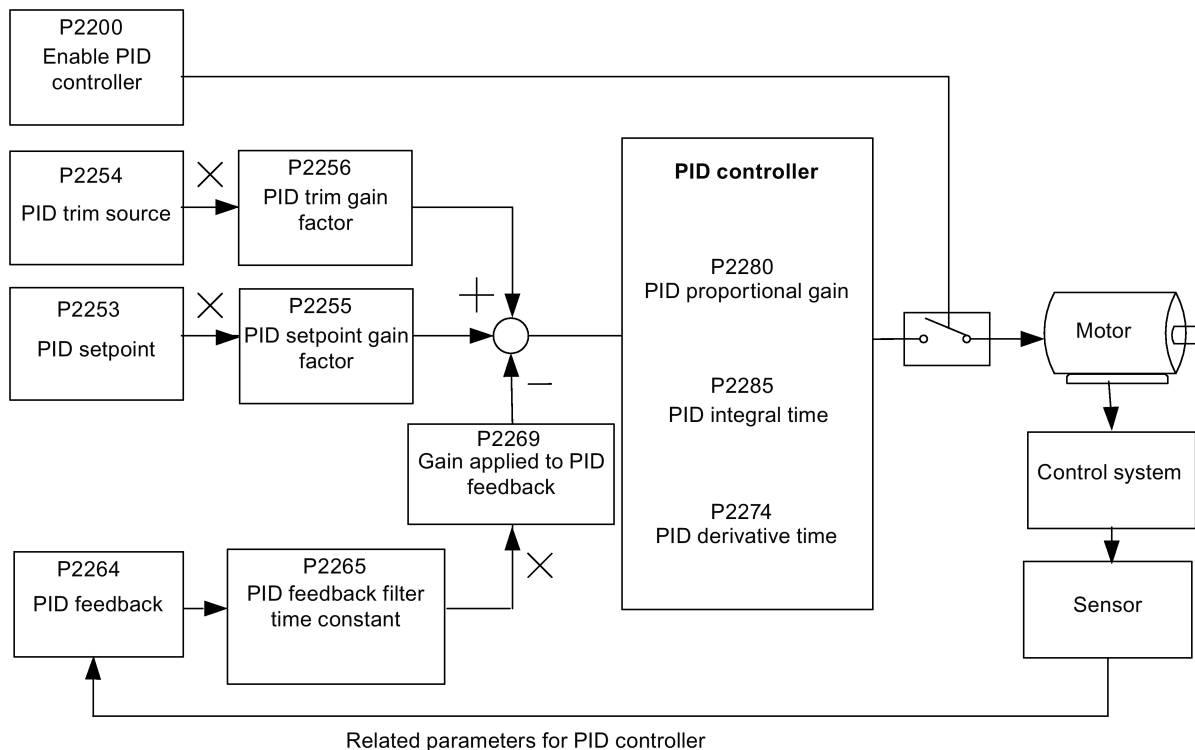 P2200
Enable PID
controller
P2254
PID trim source
P2256
PID trim gain
factor
P2253
PID setpoint
P2255
PID setpoint gain
factor
P2269
Gain applied to PID
feedback
P2264
PID feedback
P2265
PID feedback filter
time constant
PID controller
P2280
PID proportional gain
P2285
PID integral time
P2274
PID derivative time
Motor
Control system
Sensor
Related parameters for PID controller